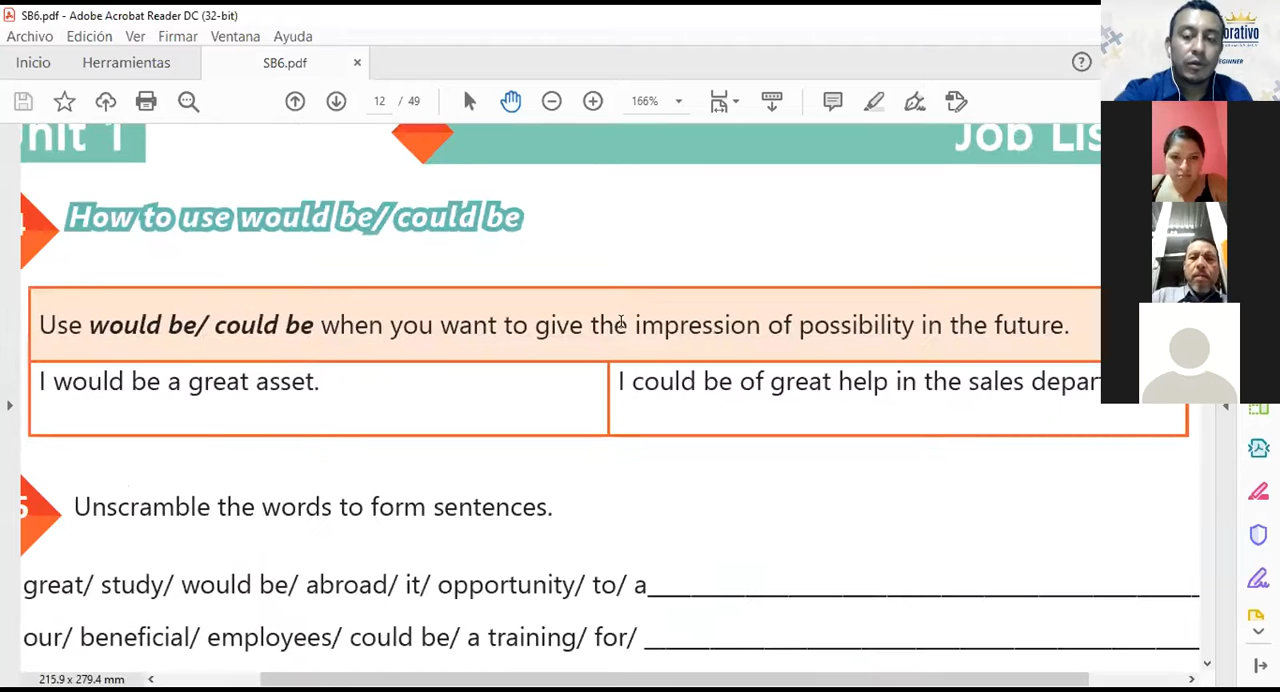 SB6.pdf - Adobe Acrobat Reader DC (32-bit)
Archivo Edición Ver Firmar Ventana Ayuda
Inicio Herramientas SB6.pdf × ?
12 / 49 166%
orativo
EGINNER
Unit 1 Job Lis
How to use would be/ could be
Use would be/ could be when you want to give the impression of possibility in the future.
I would be a great asset. I could be of great help in the sales depar
Unscramble the words to form sentences.
great/ study/ would be/ abroad/ it/ opportunity/ to/ a
our/ beneficial/ employees/ could be/ a training/ for/
215.9 x 279.4 mm